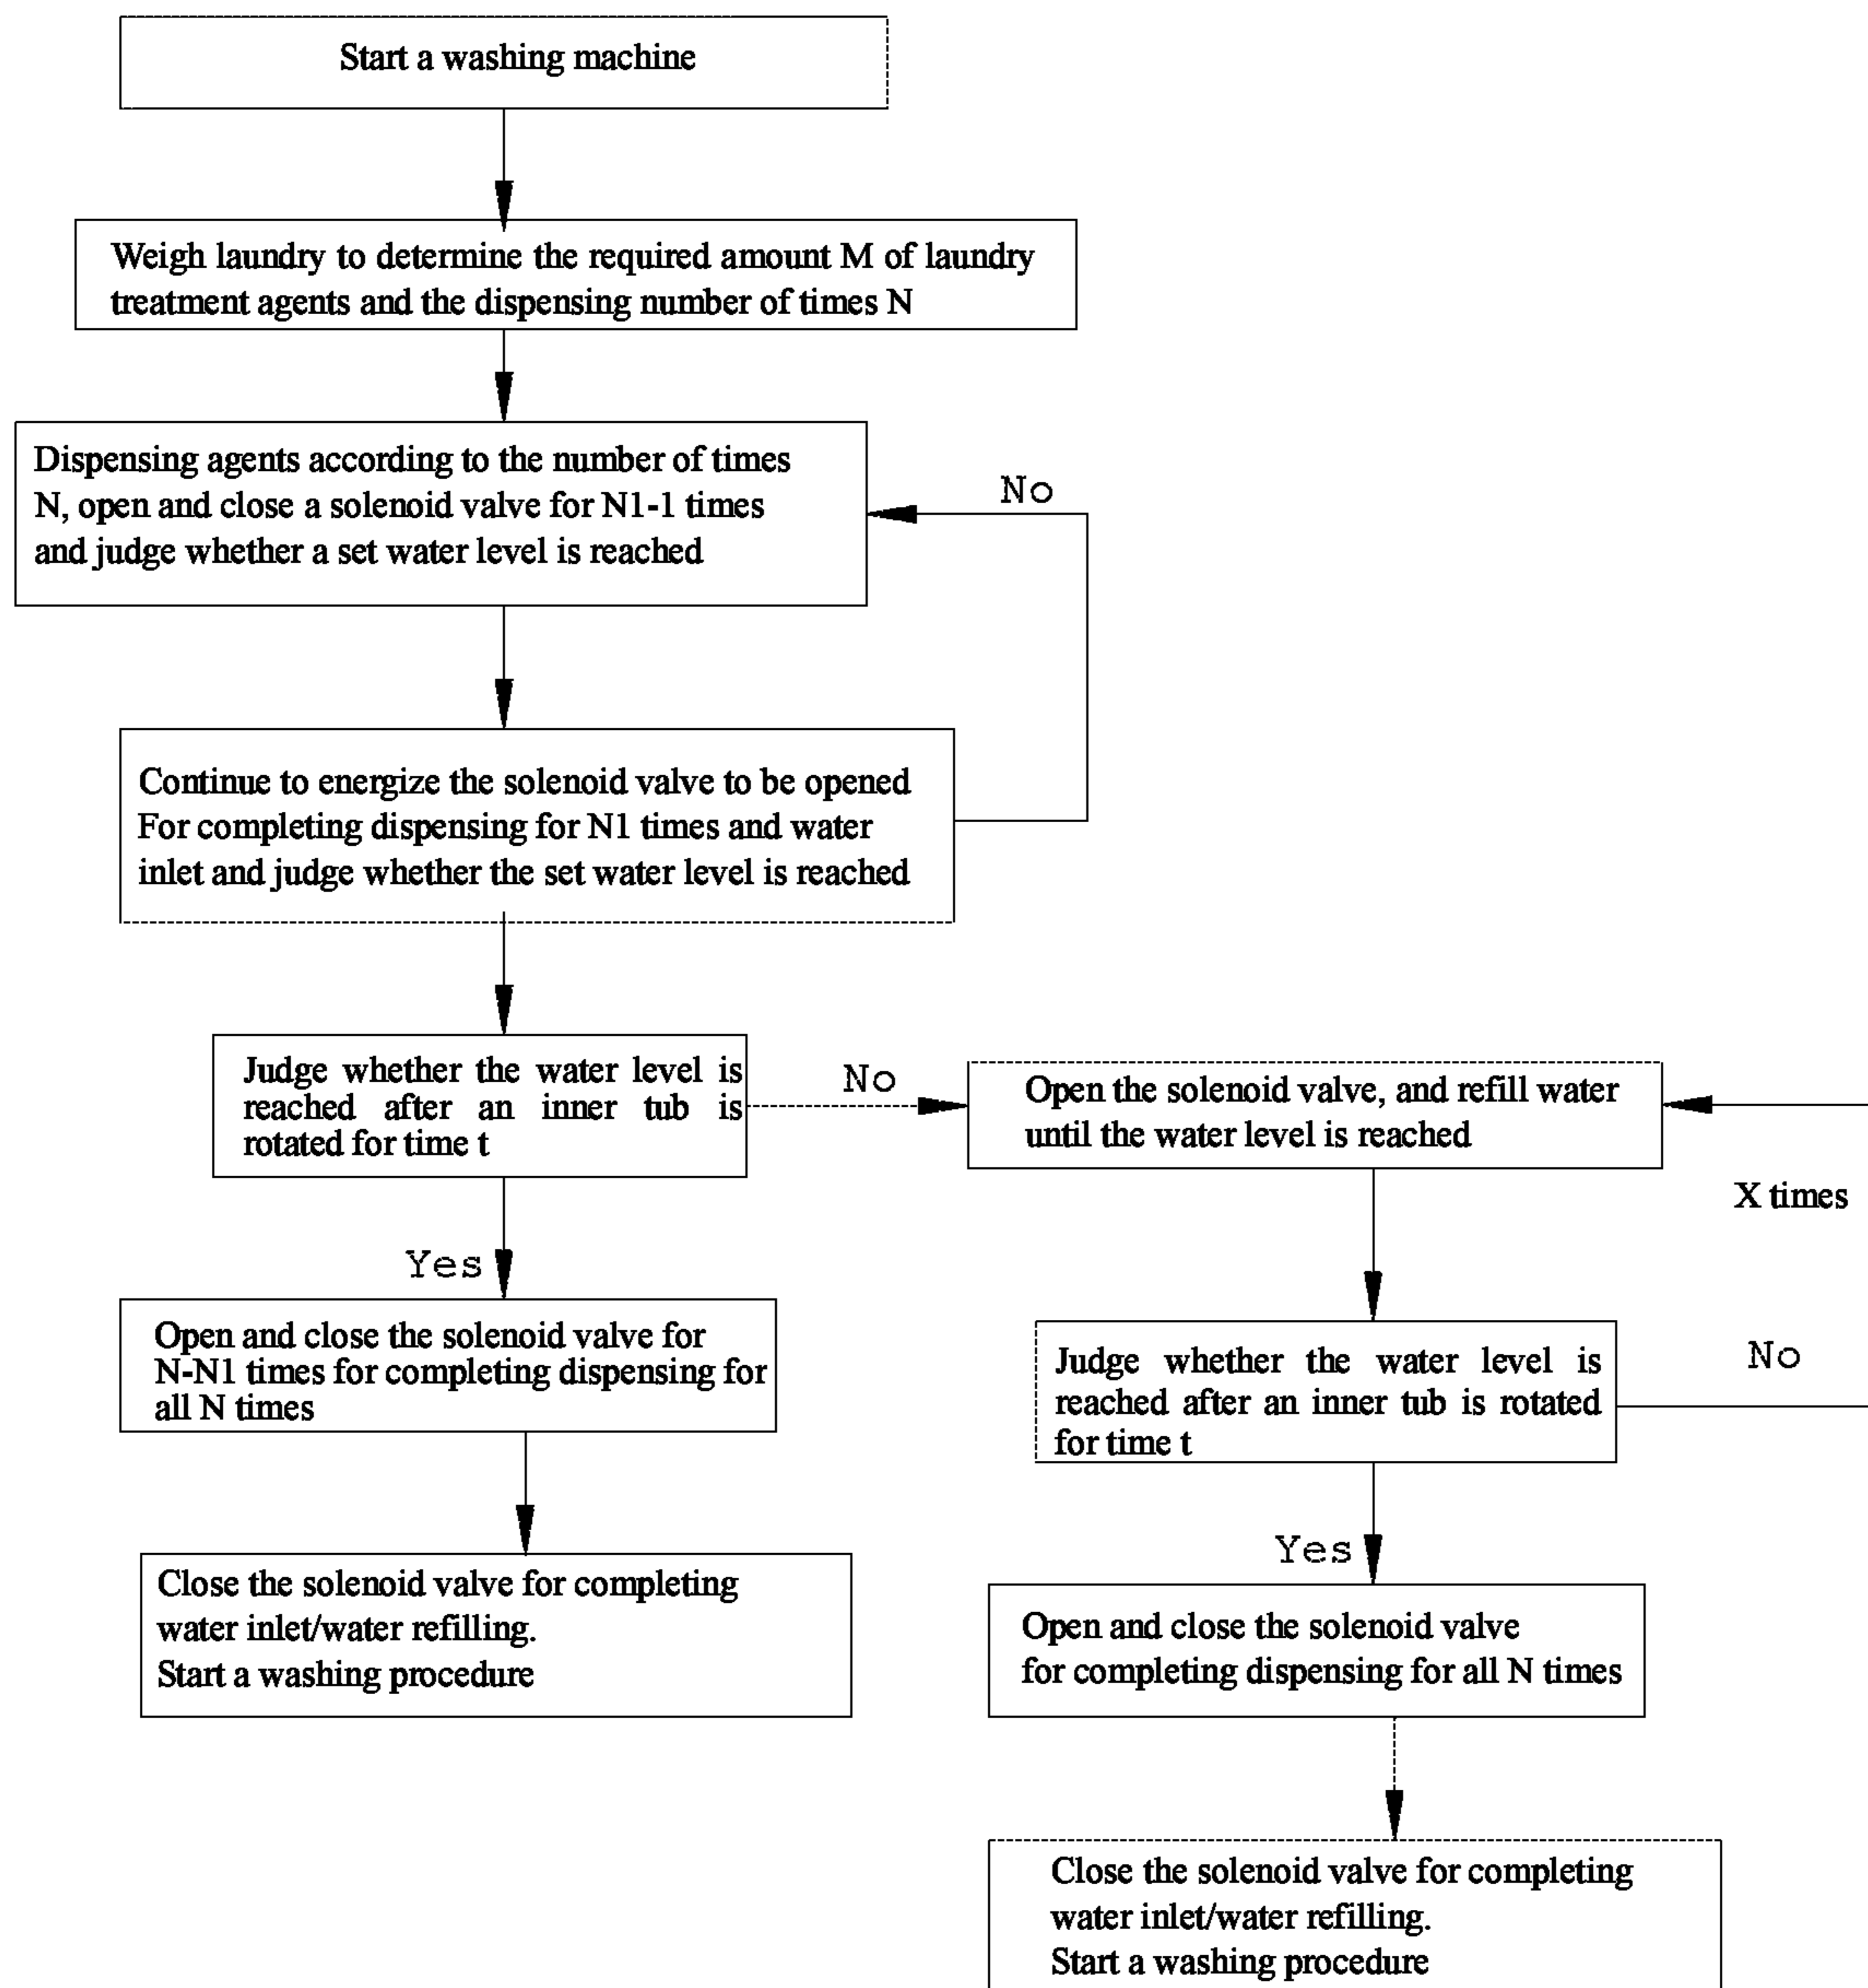 Start a washing machine
Weigh laundry to determine the required amount M of laundry
treatment agents and the dispensing number of times N
Dispensing agents according to the number of times
N, open and close a solenoid valve for N1-1 times
and judge whether a set water level is reached
No
Continue to energize the solenoid valve to be opened
For completing dispensing for N1 times and water
inlet and judge whether the set water level is reached
Judge whether the water level is
reached after an inner tub is
rotated for time t
No
Open the solenoid valve, and refill water
until the water level is reached
X times
Yes
Open and close the solenoid valve for
N-N1 times for completing dispensing for
all N times
Judge whether the water level is
reached after an inner tub is rotated
for time t
No
Close the solenoid valve for completing
water inlet/water refilling.
Start a washing procedure
Yes
Open and close the solenoid valve
for completing dispensing for all N times
Close the solenoid valve for completing
water inlet/water refilling.
Start a washing procedure